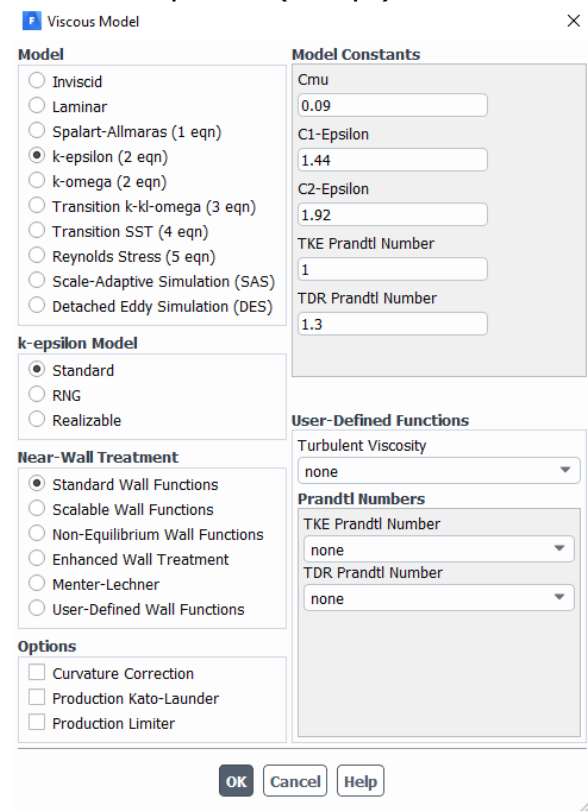 Viscous Model
Model
Inviscid
Laminar
Spalart-Allmaras (1 eqn)
k-epsilon (2 eqn)
k-omega (2 eqn)
Transition k-kl-omega (3 eqn)
Transition SST (4 eqn)
Reynolds Stress (5 eqn)
Scale-Adaptive Simulation (SAS)
Detached Eddy Simulation (DES)
k-epsilon Model
Standard
RNG
Realizable
Near-Wall Treatment
Standard Wall Functions
Scalable Wall Functions
Non-Equilibrium Wall Functions
Enhanced Wall Treatment
Menter-Lechner
User-Defined Wall Functions
Options
Curvature Correction
Production Kato-Launder
Production Limiter
Model Constants
Cmu
0.09
C1-Epsilon
1.44
C2-Epsilon
1.92
TKE Prandtl Number
1
TDR Prandtl Number
1.3
User-Defined Functions
Turbulent Viscosity
none
Prandtl Numbers
TKE Prandtl Number
none
TDR Prandtl Number
none
OK Cancel Help